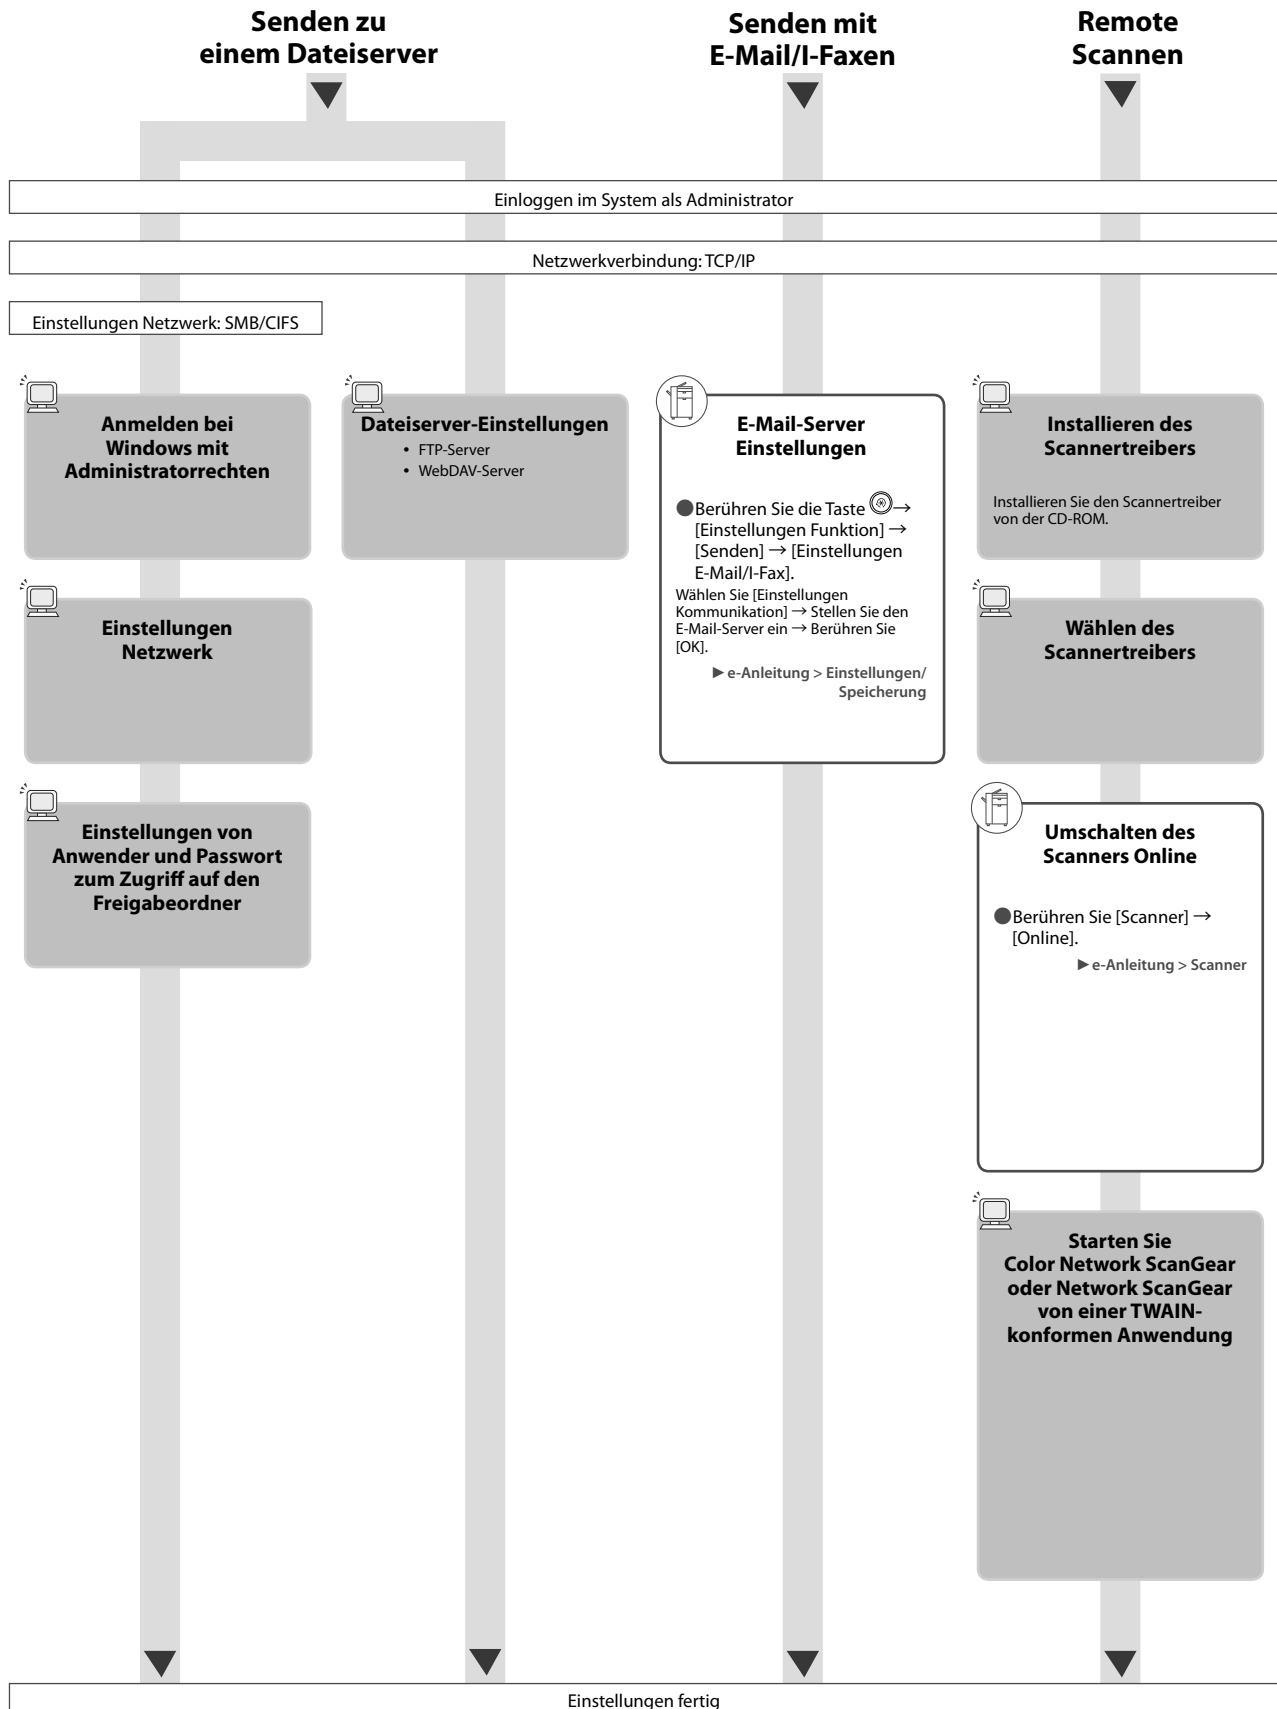 Senden zu
einem Dateiserver
Senden mit
E-Mail/I-Faxen
Remote
Scannen
Einloggen im System als Administrator
Netzwerkverbindung: TCP/IP
Einstellungen Netzwerk: SMB/CIFS
Anmelden bei
Windows mit
Administratorrechten
Einstellungen
Netzwerk
Einstellungen von
Anwender und Passwort
zum Zugriff auf den
Freigabeordner
Dateiserver-Einstellungen
• FTP-Server
• WebDAV-Server
E-Mail-Server
Einstellungen
●Berühren Sie die Taste →
[Einstellungen Funktion] →
[Senden] → [Einstellungen
E-Mail/I-Fax].
Wählen Sie [Einstellungen
Kommunikation] → Stellen Sie den
E-Mail-Server ein → Berühren Sie
[OK].
►e-Anleitung > Einstellungen/
Speicherung
Installieren des
Scannertreibers
Installieren Sie den Scannertreiber
von der CD-ROM.
Wählen des
Scannertreibers
Umschalten des
Scanners Online
●Berühren Sie [Scanner] →
[Online].
►e-Anleitung > Scanner
Starten Sie
Color Network ScanGear
oder Network ScanGear
von einer TWAIN-
konformen Anwendung
Einstellungen fertig